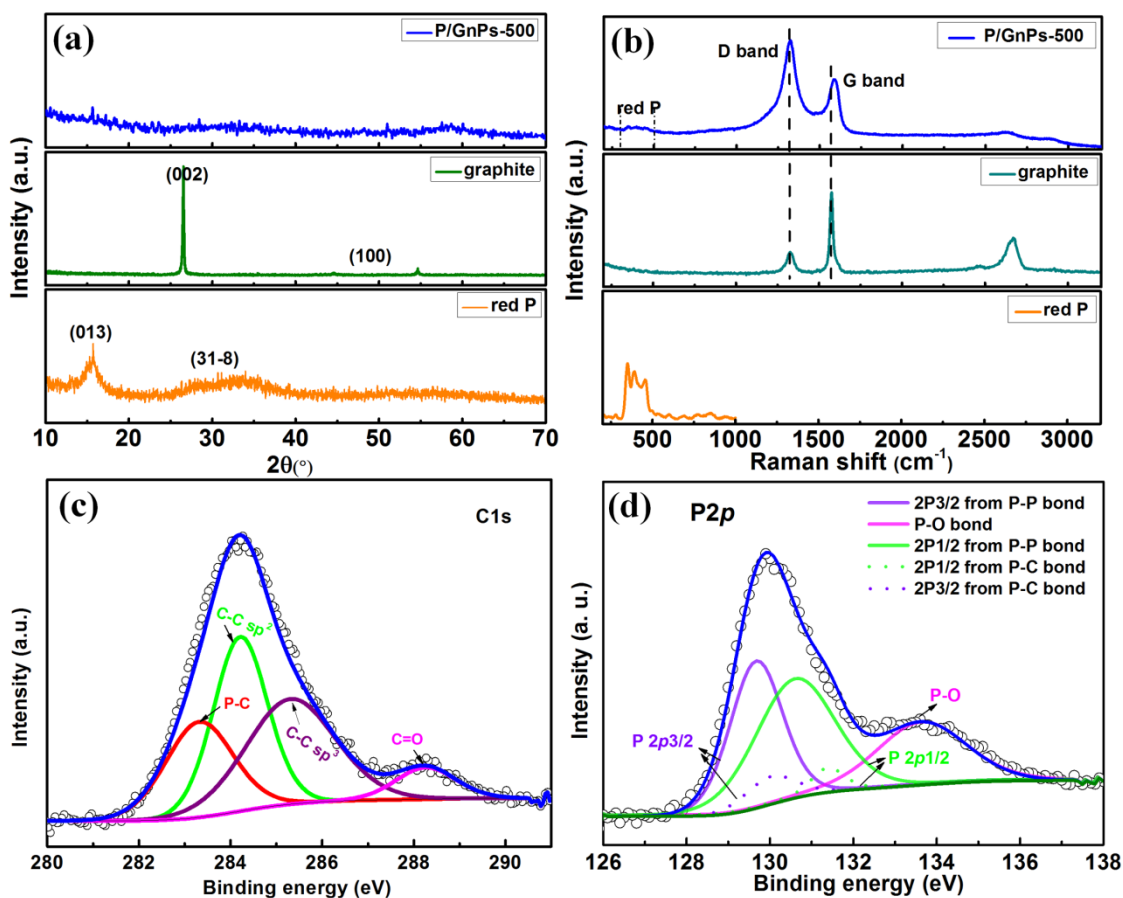 (a)
P/GnPs-500
(002)
graphite
(100)
red P
(013)
(31-8)
Intensity (a.u.)
10 20 30 40 50 60 70
2θ(°)
(b)
P/GnPs-500
D band
G band
red P
graphite
red P
Intensity (a.u.)
500 1000 1500 2000 2500 3000
Raman shift (cm⁻¹)
(c)
C1s
C-C sp²
P-C
C-C sp³
C=O
Intensity (a.u.)
280 282 284 286 288 290
Binding energy (eV)
(d)
P2p
2P3/2 from P-P bond
P-O bond
2P1/2 from P-P bond
2P1/2 from P-C bond
2P3/2 from P-C bond
P-O
P 2p3/2
P 2p1/2
Intensity (a. u.)
126 128 130 132 134 136 138
Binding energy (eV)